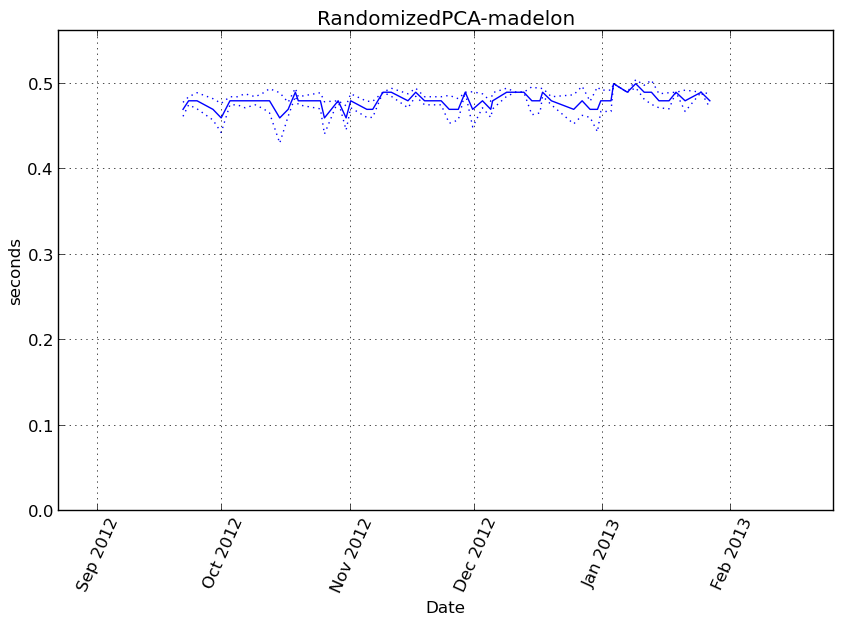 RandomizedPCA-madelon
0.5
0.4
0.3
0.2
0.1
0.0
seconds
Sep 2012
Oct 2012
Nov 2012
Dec 2012
Jan 2013
Feb 2013
Date